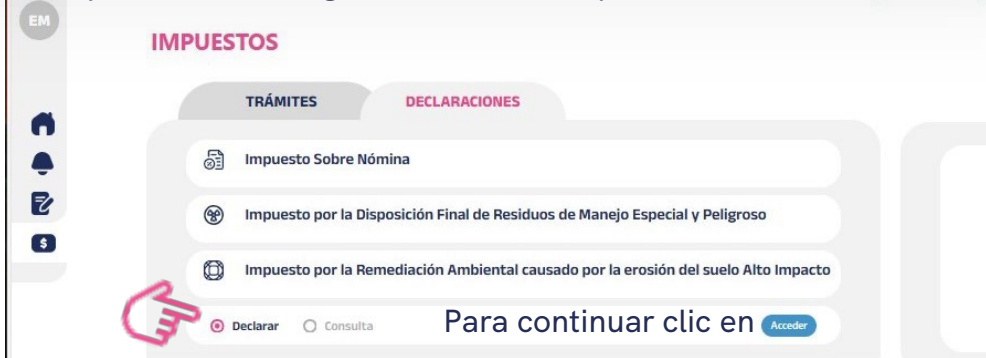 EM
IMPUESTOS
TRÁMITES DECLARACIONES
Impuesto Sobre Nómina
Impuesto por la Disposición Final de Residuos de Manejo Especial y Peligroso
$
Impuesto por la Remediación Ambiental causado por la erosión del suelo Alto Impacto
Declarar Consulta Para continuar clic en Acceder